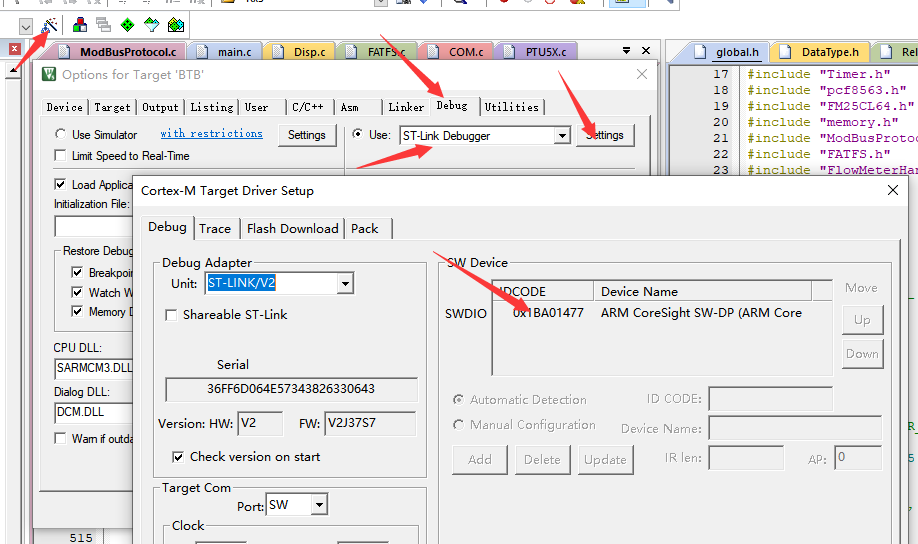 ModBusProtocol.c main.c Disp.c FATFS.c COM.c PTU5X.c
global.h DataType.h Rel
Options for Target 'BTB'
Device Target Output Listing User C/C++ Asm Linker Debug Utilities
Use Simulator with restrictions Settings
Use: ST-Link Debugger Settings
Limit Speed to Real-Time
Load Applica
Initialization File:
Restore Debug
Breakpoin
Watch W
Memory D
CPU DLL:
SARMCM3.DLL
Dialog DLL:
DCM.DLL
Warn if outda
17 #include "Timer.h"
18 #include "pcf8563.h"
19 #include "FM25CL64.h"
20 #include "memory.h"
21 #include "ModBusProtoc
22 #include "FATFS.h"
23 #include "FlowMeterHar
Cortex-M Target Driver Setup
Debug Trace Flash Download Pack
Debug Adapter
Unit: ST-LINK/V2
Shareable ST-Link
Serial
36FF6D064E57343826330643
Version: HW: V2 FW: V2J37S7
Check version on start
Target Com
Port: SW
Clock
SW Device
IDCODE Device Name
SWDIO 0x1BA01477 ARM CoreSight SW-DP (ARM Core
Move
Up
Down
Automatic Detection
Manual Configuration
ID CODE:
Device Name:
Add Delete Update
IR len:
AP: 0
515